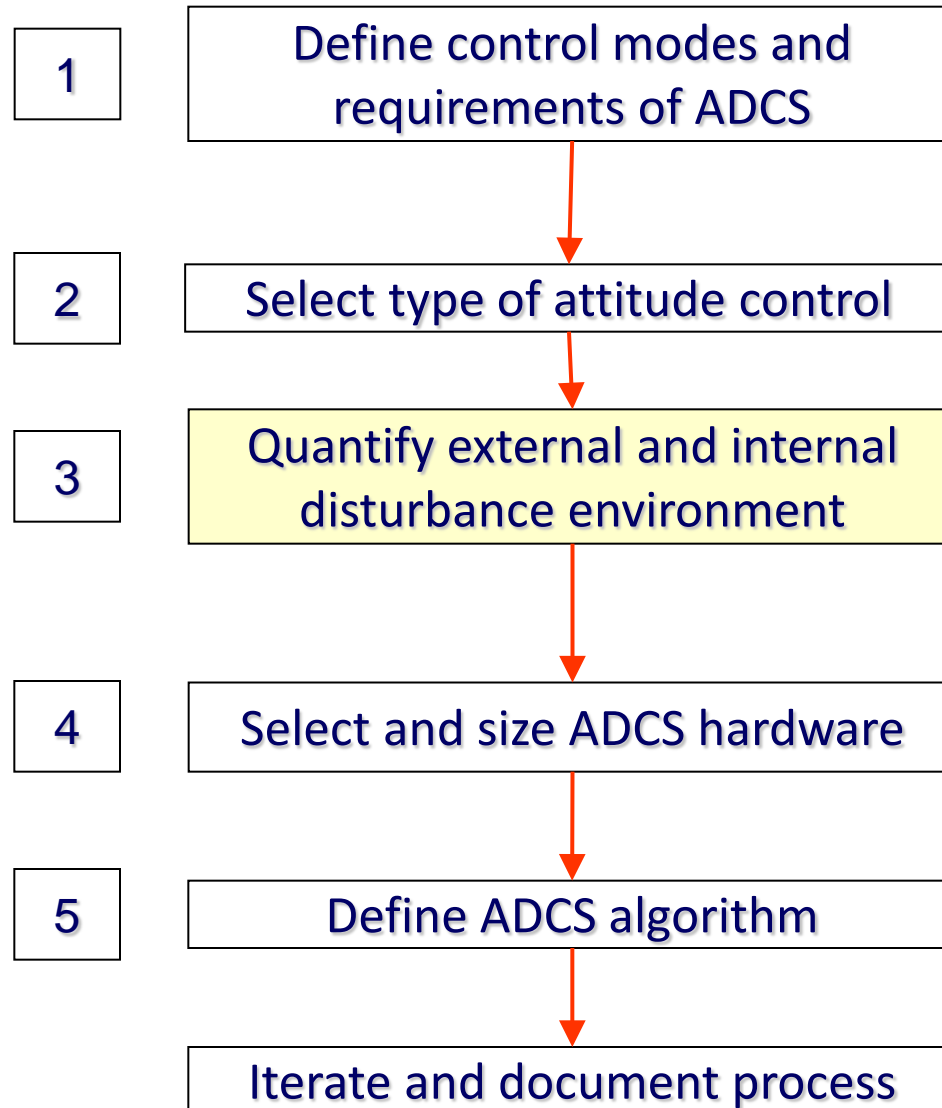 1
Define control modes and
requirements of ADCS
2
Select type of attitude control
3
Quantify external and internal
disturbance environment
4
Select and size ADCS hardware
5
Define ADCS algorithm
Iterate and document process